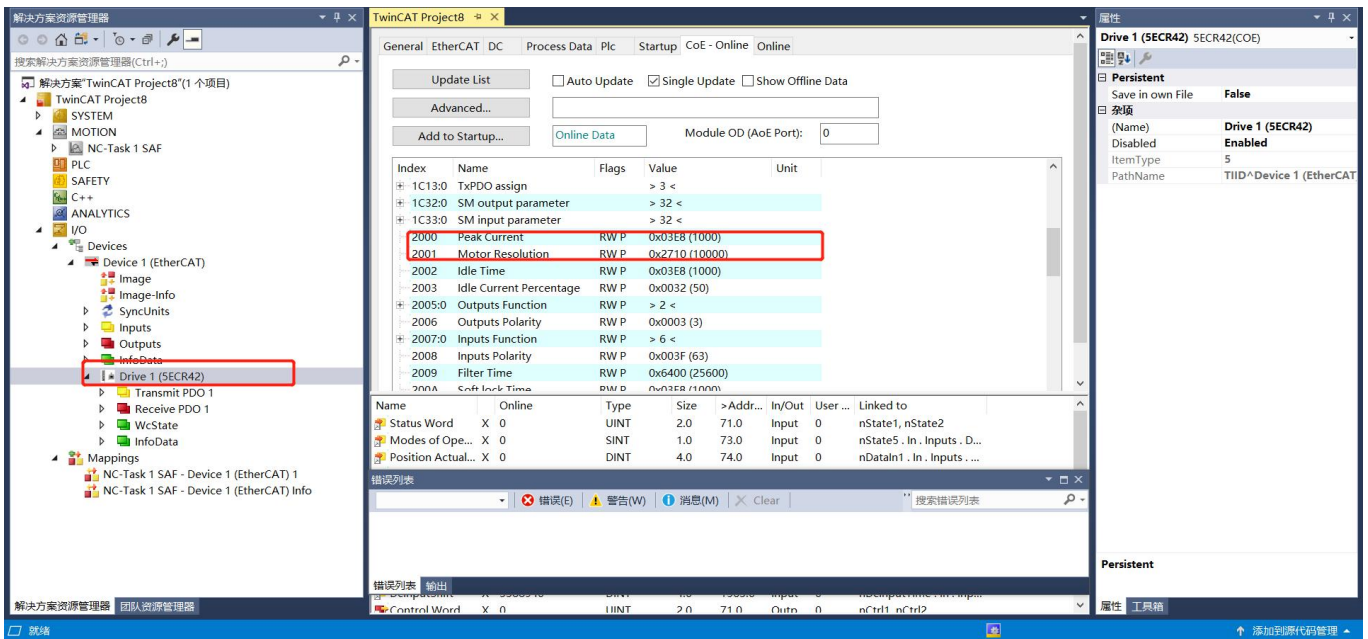 解决方案资源管理器
搜索解决方案资源管理器(Ctrl+;)
解决方案"TwinCAT Project8"(1 个项目)
TwinCAT Project8
SYSTEM
MOTION
NC-Task 1 SAF
PLC
SAFETY
C++
ANALYTICS
I/O
Devices
Device 1 (EtherCAT)
Image
Image-Info
SyncUnits
Inputs
Outputs
InfoData
Drive 1 (5ECR42)
Transmit PDO 1
Receive PDO 1
WcState
InfoData
Mappings
NC-Task 1 SAF - Device 1 (EtherCAT) 1
NC-Task 1 SAF - Device 1 (EtherCAT) Info
解决方案资源管理器 团队资源管理器
TwinCAT Project8
General EtherCAT DC Process Data Plc Startup CoE - Online Online
Update List Auto Update Single Update Show Offline Data
Advanced...
Add to Startup... Online Data Module OD (AoE Port): 0
Index Name Flags Value Unit
1C13:0 TxPDO assign > 3 <
1C32:0 SM output parameter > 32 <
1C33:0 SM input parameter > 32 <
2000 Peak Current RW P 0x03E8 (1000)
2001 Motor Resolution RW P 0x2710 (10000)
2002 Idle Time RW P 0x03E8 (1000)
2003 Idle Current Percentage RW P 0x0032 (50)
2005:0 Outputs Function RW P > 2 <
2006 Outputs Polarity RW P 0x0003 (3)
2007:0 Inputs Function RW P > 6 <
2008 Inputs Polarity RW P 0x003F (63)
2009 Filter Time RW P 0x6400 (25600)
200A Soft lock Time RW P 0x03E8 (1000)
Name Online Type Size >Addr... In/Out User ... Linked to
Status Word X 0 UINT 2.0 71.0 Input 0 nState1, nState2
Modes of Ope... X 0 SINT 1.0 73.0 Input 0 nState5 . In . Inputs . D...
Position Actual... X 0 DINT 4.0 74.0 Input 0 nDataIn1 . In . Inputs . ...
错误列表
错误(E) 警告(W) 消息(M) Clear 搜索错误列表
错误列表 输出
Control Word X 0 UINT 2.0 71.0 Outp 0 nCtrl1, nCtrl2
属性
Drive 1 (5ECR42) 5ECR42(COE)
Persistent
Save in own File False
杂项
(Name) Drive 1 (5ECR42)
Disabled Enabled
ItemType 5
PathName TIID^Device 1 (EtherCAT
Persistent
属性 工具箱
就绪 添加到源代码管理